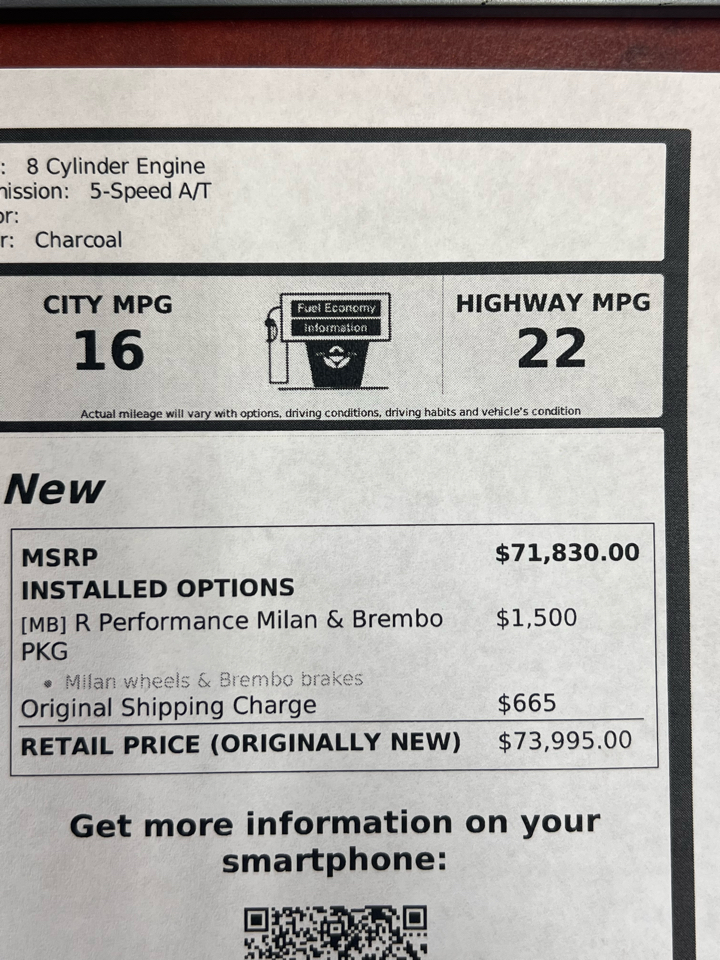 : 8 Cylinder Engine
nission: 5-Speed A/T
or:
r: Charcoal
CITY MPG
16
Fuel Economy
Information
HIGHWAY MPG
22
Actual mileage will vary with options, driving conditions, driving habits and vehicle's condition
New
MSRP $71,830.00
INSTALLED OPTIONS
[MB] R Performance Milan & Brembo $1,500
PKG
• Milan wheels & Brembo brakes
Original Shipping Charge $665
RETAIL PRICE (ORIGINALLY NEW) $73,995.00
Get more information on your
smartphone: